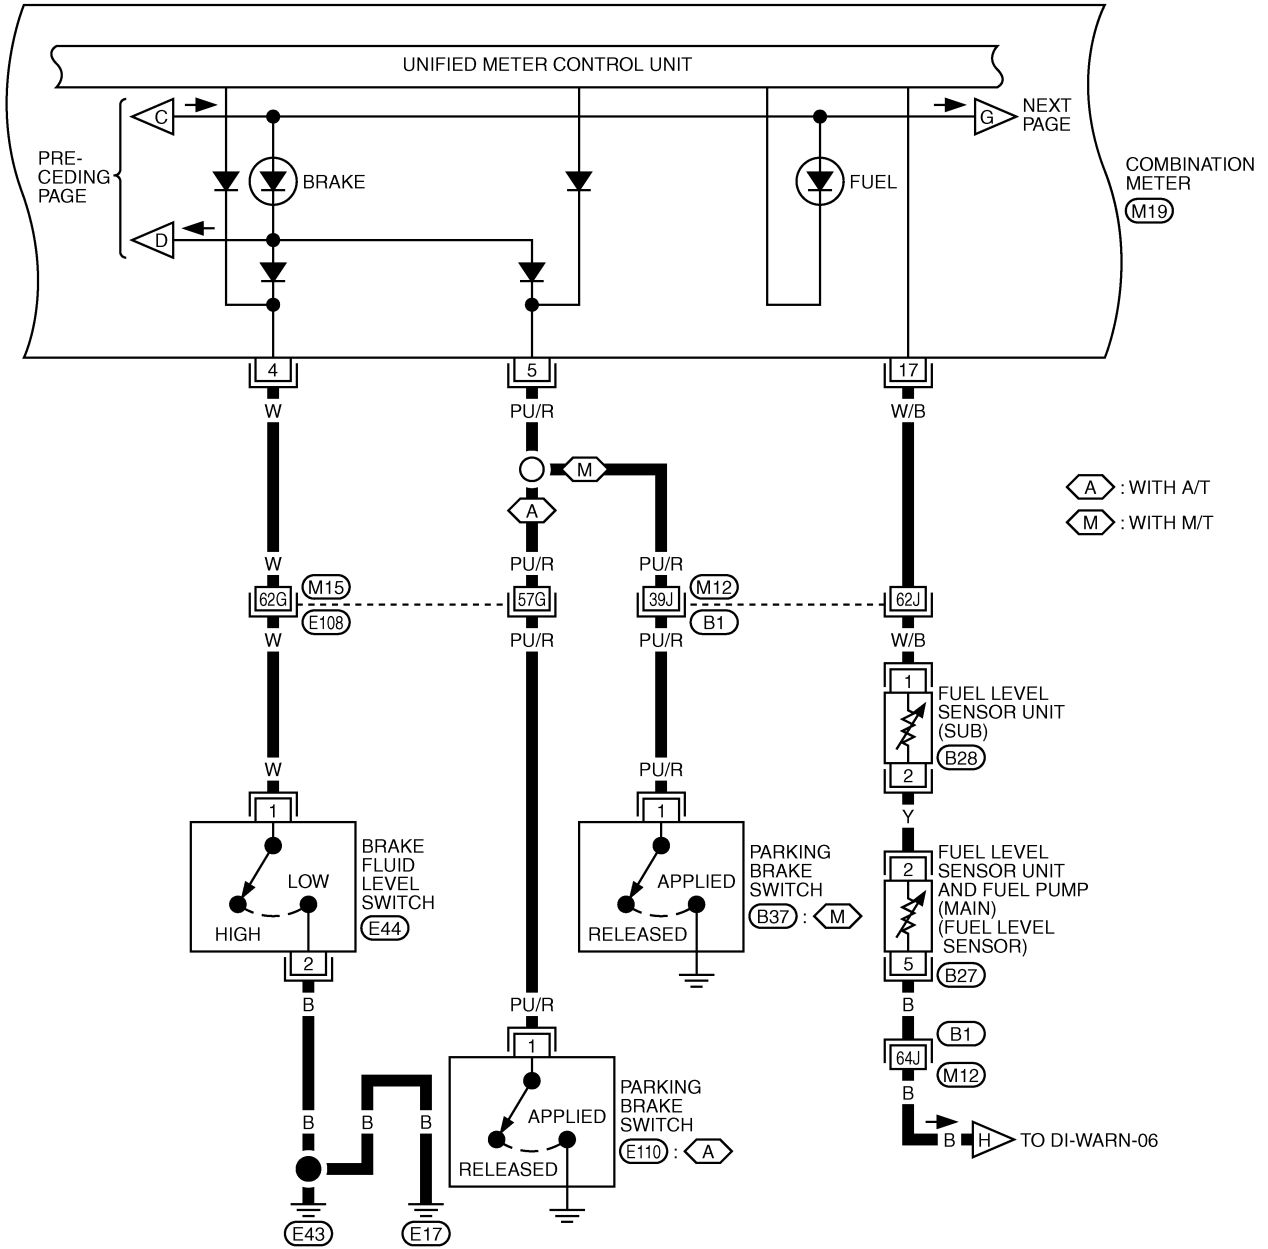 UNIFIED METER CONTROL UNIT
C
G
NEXT
PAGE
PRE-
CEDING
PAGE
BRAKE
FUEL
COMBINATION
METER
M19
D
4
5
17
W
PU/R
W/B
M
A
A : WITH A/T
M : WITH M/T
W
PU/R
PU/R
62G
M15
E108
57G
39J
M12
B1
62J
W
PU/R
PU/R
W/B
1
FUEL LEVEL
SENSOR UNIT
(SUB)
B28
2
Y
W
PU/R
1
BRAKE
FLUID
LEVEL
SWITCH
E44
LOW
HIGH
2
1
PARKING
BRAKE
SWITCH
B37 : M
APPLIED
RELEASED
2
FUEL LEVEL
SENSOR UNIT
AND FUEL PUMP
(MAIN)
(FUEL LEVEL
SENSOR)
B27
5
B
PU/R
B
B1
64J
M12
B
1
PARKING
BRAKE
SWITCH
E110 : A
APPLIED
RELEASED
B
B
B
B
H
TO DI-WARN-06
E43
E17